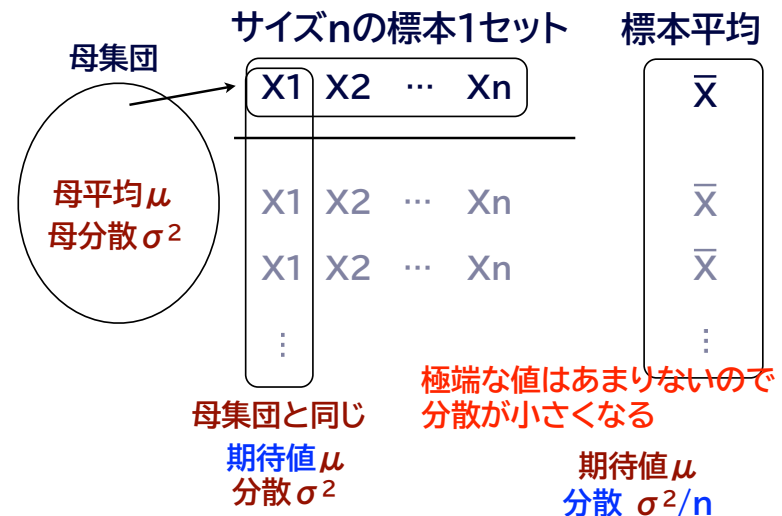 サイズnの標本1セット 標本平均
母集団
X1 X2 … Xn X̅
母平均μ
母分散σ²
X1 X2 … Xn X̅
X1 X2 … Xn X̅
⋮ ⋮
極端な値はあまりないので
分散が小さくなる
母集団と同じ
期待値μ
分散σ²
期待値μ
分散 σ²/n